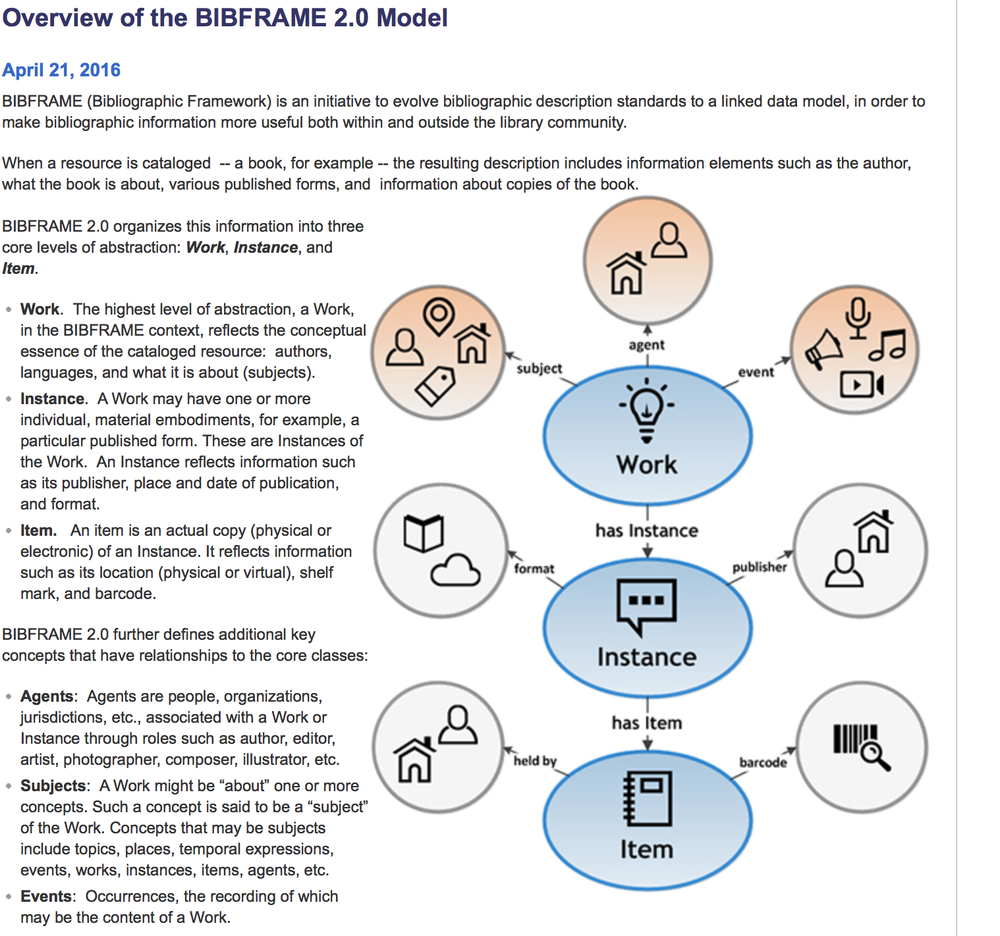 Overview of the BIBFRAME 2.0 Model
April 21, 2016
BIBFRAME (Bibliographic Framework) is an initiative to evolve bibliographic description standards to a linked data model, in order to
make bibliographic information more useful both within and outside the library community.
When a resource is cataloged  -- a book, for example -- the resulting description includes information elements such as the author,
what the book is about, various published forms, and  information about copies of the book.
BIBFRAME 2.0 organizes this information into three
core levels of abstraction: Work, Instance, and
Item.
Work.  The highest level of abstraction, a Work,
in the BIBFRAME context, reflects the conceptual
essence of the cataloged resource:  authors,
languages, and what it is about (subjects).
Instance.  A Work may have one or more
individual, material embodiments, for example, a
particular published form. These are Instances of
the Work.  An Instance reflects information such
as its publisher, place and date of publication,
and format.
Item.   An item is an actual copy (physical or
electronic) of an Instance. It reflects information
such as its location (physical or virtual), shelf
mark, and barcode.
BIBFRAME 2.0 further defines additional key
concepts that have relationships to the core classes:
Agents:  Agents are people, organizations,
jurisdictions, etc., associated with a Work or
Instance through roles such as author, editor,
artist, photographer, composer, illustrator, etc.
Subjects:  A Work might be “about” one or more
concepts. Such a concept is said to be a “subject”
of the Work. Concepts that may be subjects
include topics, places, temporal expressions,
events, works, instances, items, agents, etc.
Events:  Occurrences, the recording of which
may be the content of a Work.
agent
subject
event
Work
has Instance
format
publisher
Instance
has Item
held by
barcode
Item